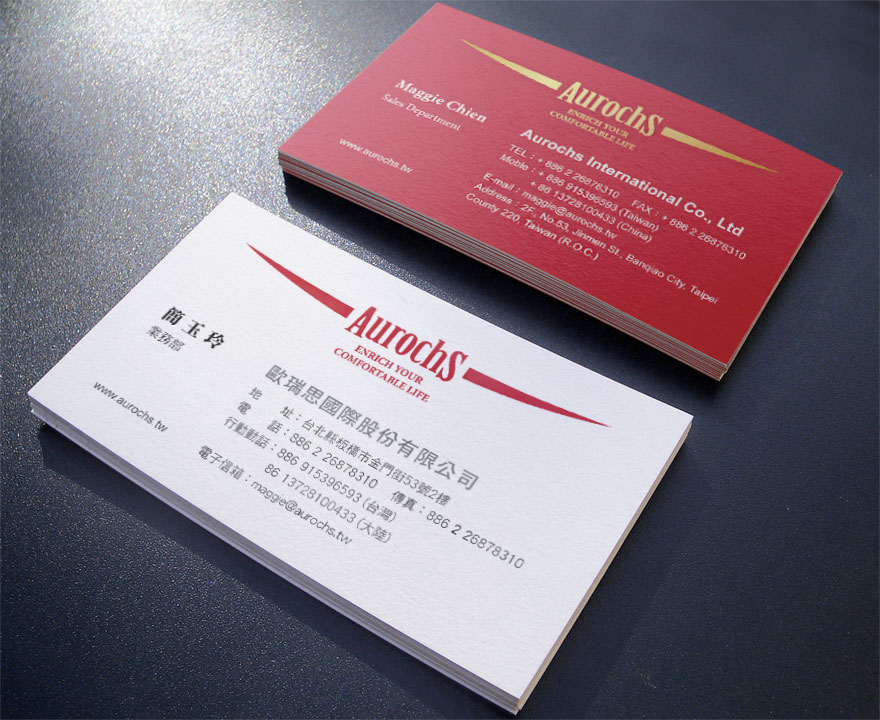 Maggie Chien
Sales Department
www.aurochs.tw
AurochS
ENRICH YOUR
COMFORTABLE LIFE
Aurochs International Co., Ltd
TEL : + 886 2 26878310 FAX : + 886 2 26878310
Moble : + 886 915396593 (Taiwan)
+ 86 13728100433 (China)
E-mail : maggie@aurochs.tw
Address : 2F, No.53, Jinmen St., Banqiao City, Taipei
County 220, Taiwan (R.O.C.)
簡玉玲
業務部
www.aurochs.tw
AurochS
ENRICH YOUR
COMFORTABLE LIFE
歐瑞思國際股份有限公司
地 址：台北縣板橋市金門街53號2樓
電 話：886 2 26878310 傳真：886 2 26878310
行動動話：886 915396593 (台灣)
86 13728100433 (大陸)
電子信箱：maggie@aurochs.tw